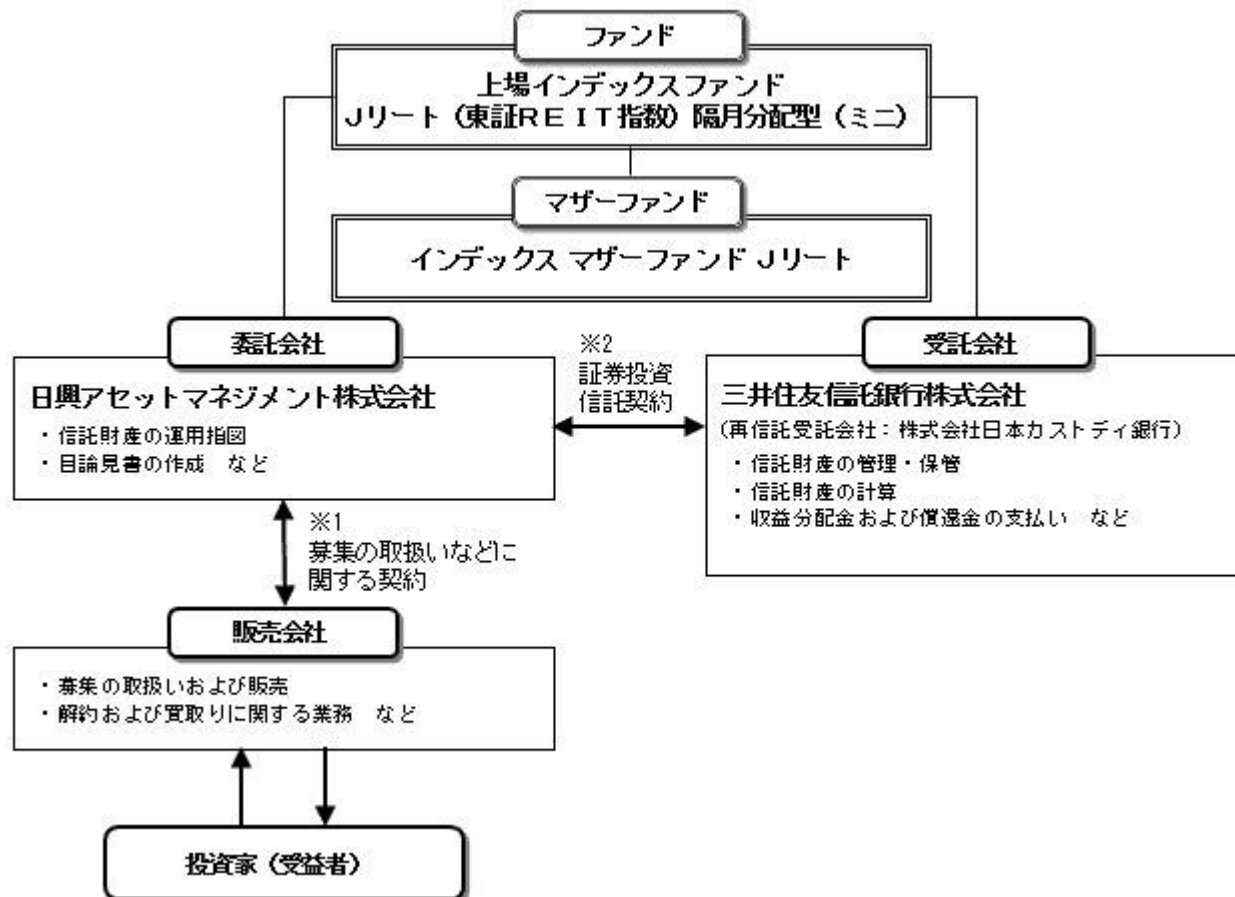 ファンド
上場インデックスファンド
Jリート（東証ＲＥＩＴ指数）隔月分配型（ミニ）
マザーファンド
インデックス マザーファンド Jリート
委託会社
日興アセットマネジメント株式会社
・信託財産の運用指図
・目論見書の作成　など
※2
証券投資
信託契約
受託会社
三井住友信託銀行株式会社
（再信託受託会社：株式会社日本カストディ銀行）
・信託財産の管理・保管
・信託財産の計算
・収益分配金および償還金の支払い　など
※1
募集の取扱いなどに
関する契約
販売会社
・募集の取扱いおよび販売
・解約および買取りに関する業務　など
投資家（受益者）